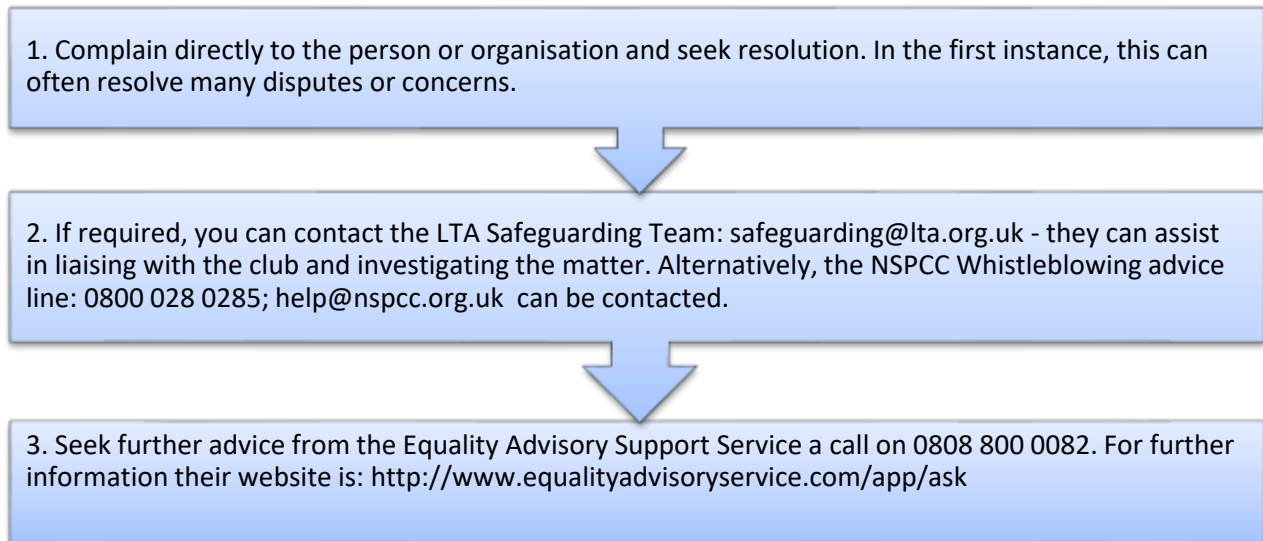 1. Complain directly to the person or organisation and seek resolution. In the first instance, this can
often resolve many disputes or concerns.
2. If required, you can contact the LTA Safeguarding Team: safeguarding@lta.org.uk - they can assist
in liaising with the club and investigating the matter. Alternatively, the NSPCC Whistleblowing advice
line: 0800 028 0285; help@nspcc.org.uk  can be contacted.
3. Seek further advice from the Equality Advisory Support Service a call on 0808 800 0082. For further
information their website is: http://www.equalityadvisoryservice.com/app/ask